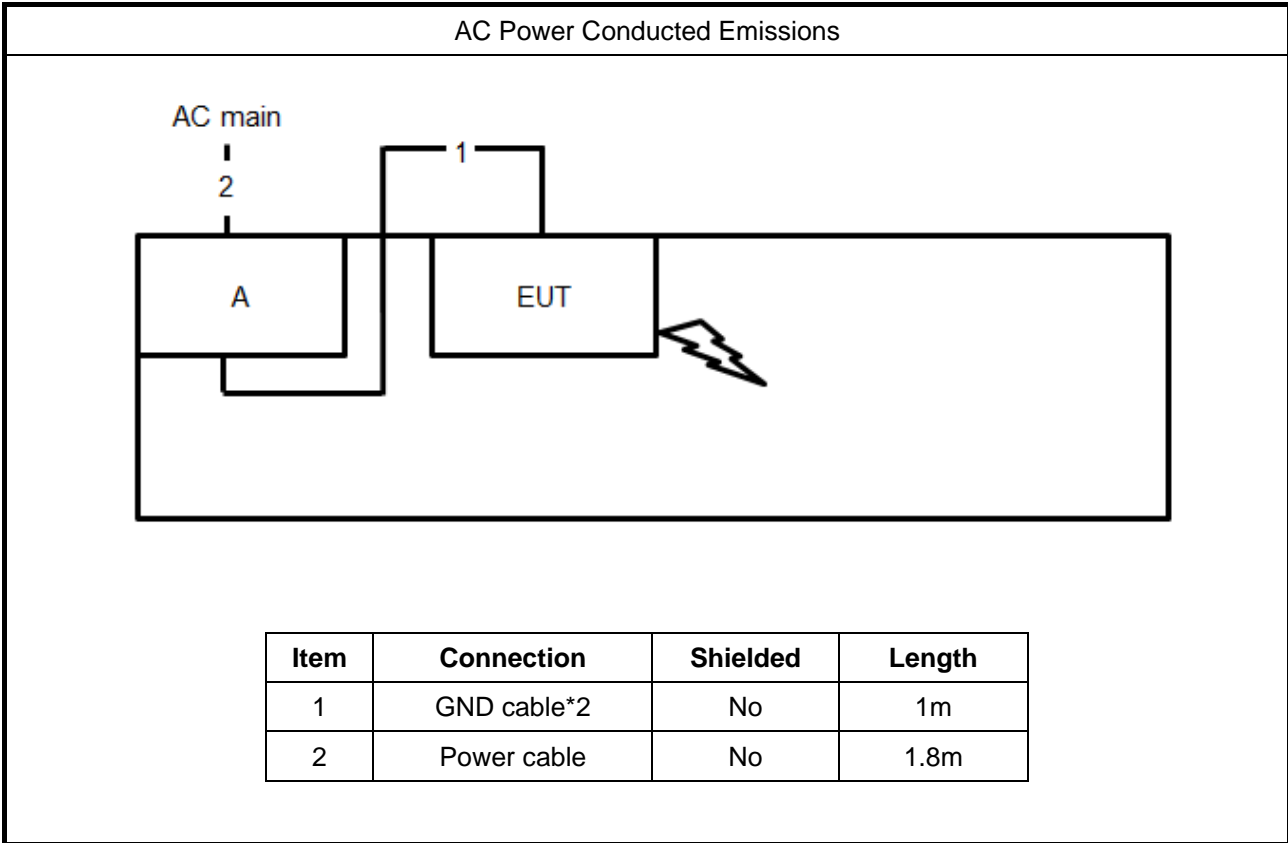 AC Power Conducted Emissions
AC main
1
2
A
EUT
Item Connection Shielded Length
1 GND cable*2 No 1m
2 Power cable No 1.8m